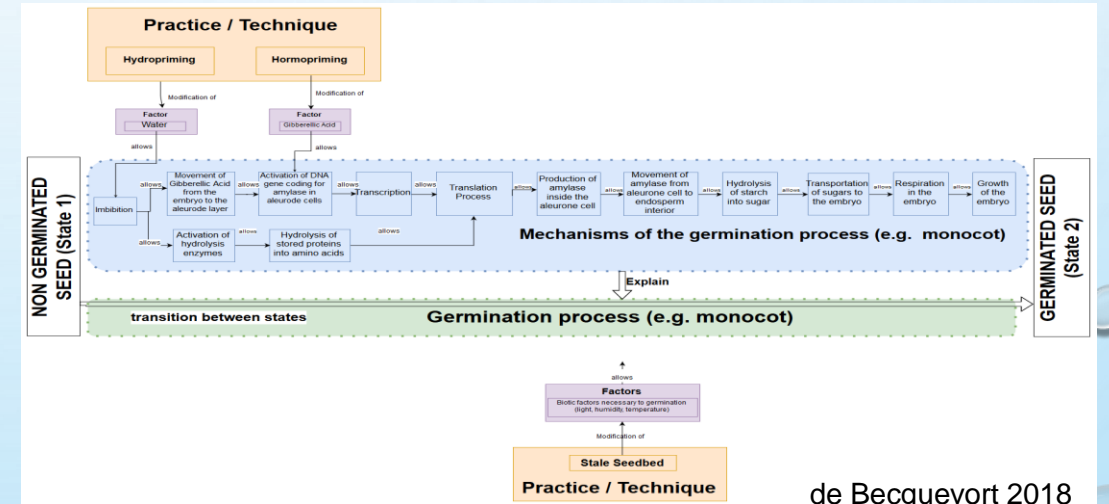 Practice / Technique
Hydropriming
Hormopriming
Modification of
Modification of
Factor
Water
Factor
Gibberellic Acid
allows
allows
NON GERMINATED
SEED (State 1)
Imbibition
allows
Movement of
Gibberellic Acid
from the
embryo to the
aleurode layer
allows
Activation of DNA
gene coding for
amylase in
aleurode cells
allows
Transcription
allows
Translation
Process
allows
Production of
amylase
inside the
aleurone cell
allows
Movement of
amylase from
aleurone cell to
endosperm
interior
allows
Hydrolysis
of starch
into sugar
allows
Transportation
of sugars to
the embryo
allows
Respiration
in the
embryo
allows
Growth
of the
embryo
allows
Activation of
hydrolysis
enzymes
allows
Hydrolysis of
stored proteins
into amino acids
allows
Mechanisms of the germination process (e.g. monocot)
GERMINATED SEED
(State 2)
Explain
transition between states
Germination process (e.g. monocot)
allows
Factors
Biotic factors necessary to germination
(light, humidity, temperature)
Modification of
Stale Seedbed
Practice / Technique
de Becquevort 2018